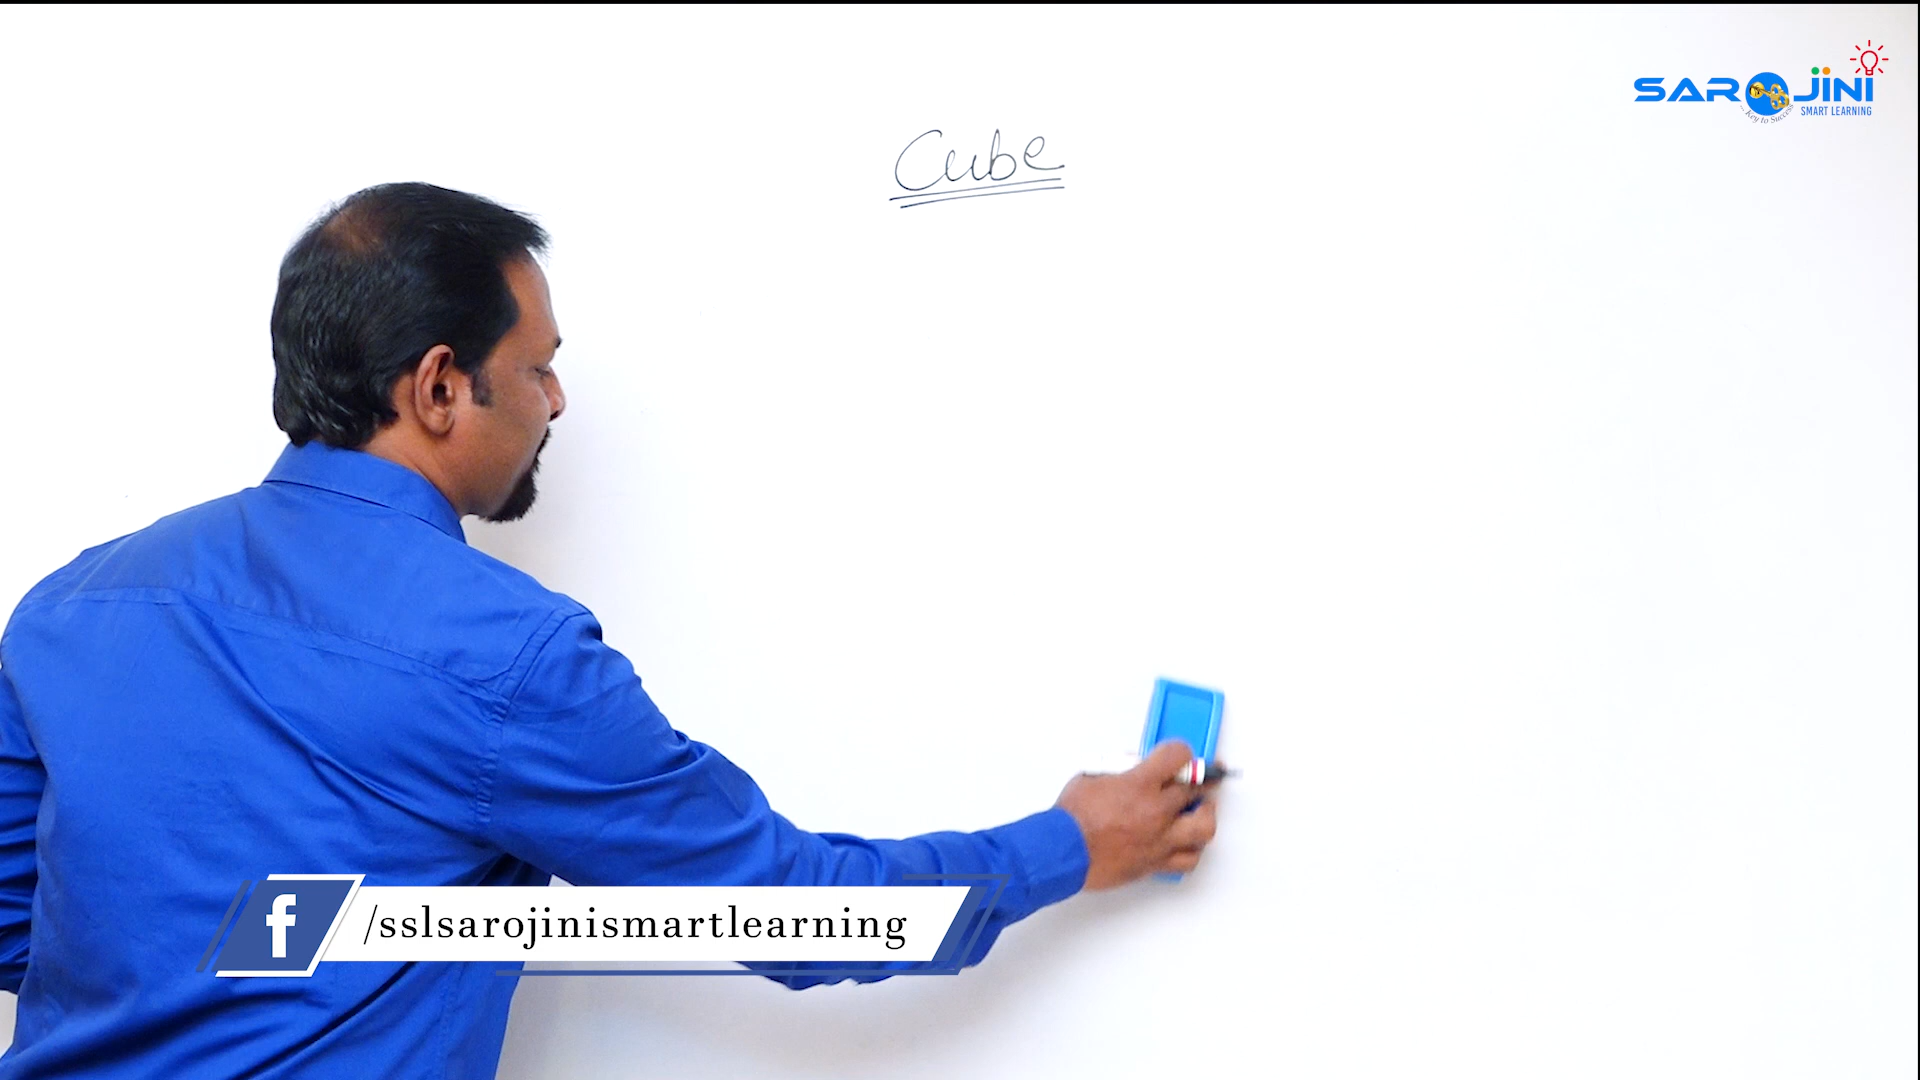 SAROJINI
...Key to Success
SMART LEARNING
Cube
f /sslsarojinismartlearning